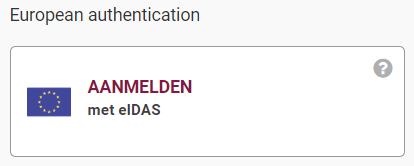 European authentication
?
AANMELDEN
met eIDAS